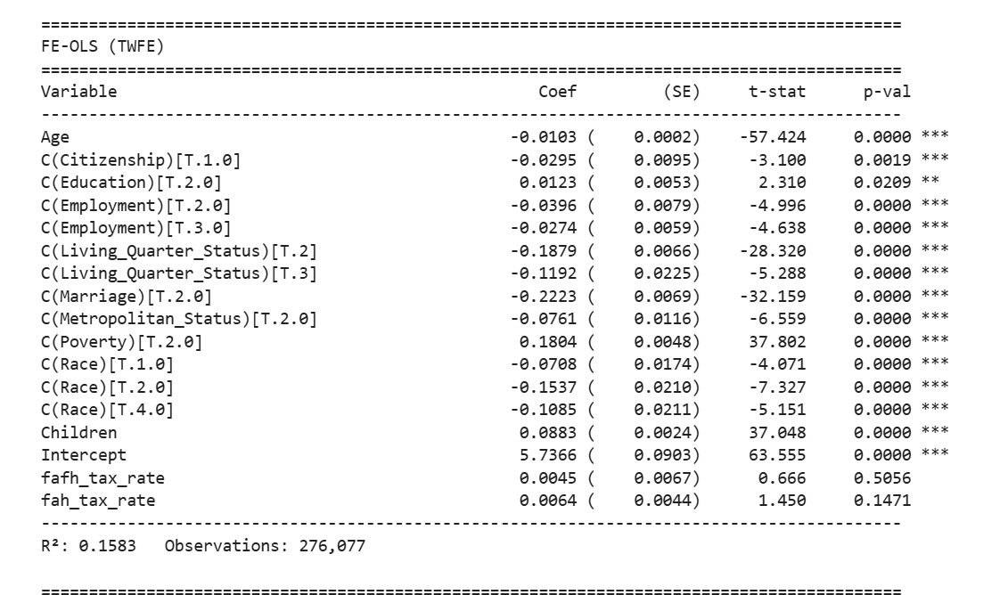 ===========================================================================================
FE-OLS (TWFE)
===========================================================================================
Variable                                            Coef         (SE)     t-stat      p-val
-------------------------------------------------------------------------------------------
Age                                              -0.0103 (    0.0002)    -57.424     0.0000 ***
C(Citizenship)[T.1.0]                            -0.0295 (    0.0095)     -3.100     0.0019 ***
C(Education)[T.2.0]                               0.0123 (    0.0053)      2.310     0.0209 **
C(Employment)[T.2.0]                             -0.0396 (    0.0079)     -4.996     0.0000 ***
C(Employment)[T.3.0]                             -0.0274 (    0.0059)     -4.638     0.0000 ***
C(Living_Quarter_Status)[T.2]                    -0.1879 (    0.0066)    -28.320     0.0000 ***
C(Living_Quarter_Status)[T.3]                    -0.1192 (    0.0225)     -5.288     0.0000 ***
C(Marriage)[T.2.0]                               -0.2223 (    0.0069)    -32.159     0.0000 ***
C(Metropolitan_Status)[T.2.0]                    -0.0761 (    0.0116)     -6.559     0.0000 ***
C(Poverty)[T.2.0]                                 0.1804 (    0.0048)     37.802     0.0000 ***
C(Race)[T.1.0]                                   -0.0708 (    0.0174)     -4.071     0.0000 ***
C(Race)[T.2.0]                                   -0.1537 (    0.0210)     -7.327     0.0000 ***
C(Race)[T.4.0]                                   -0.1085 (    0.0211)     -5.151     0.0000 ***
Children                                          0.0883 (    0.0024)     37.048     0.0000 ***
Intercept                                         5.7366 (    0.0903)     63.555     0.0000 ***
fafh_tax_rate                                     0.0045 (    0.0067)      0.666     0.5056
fah_tax_rate                                      0.0064 (    0.0044)      1.450     0.1471
-------------------------------------------------------------------------------------------
R²: 0.1583   Observations: 276,077
===========================================================================================